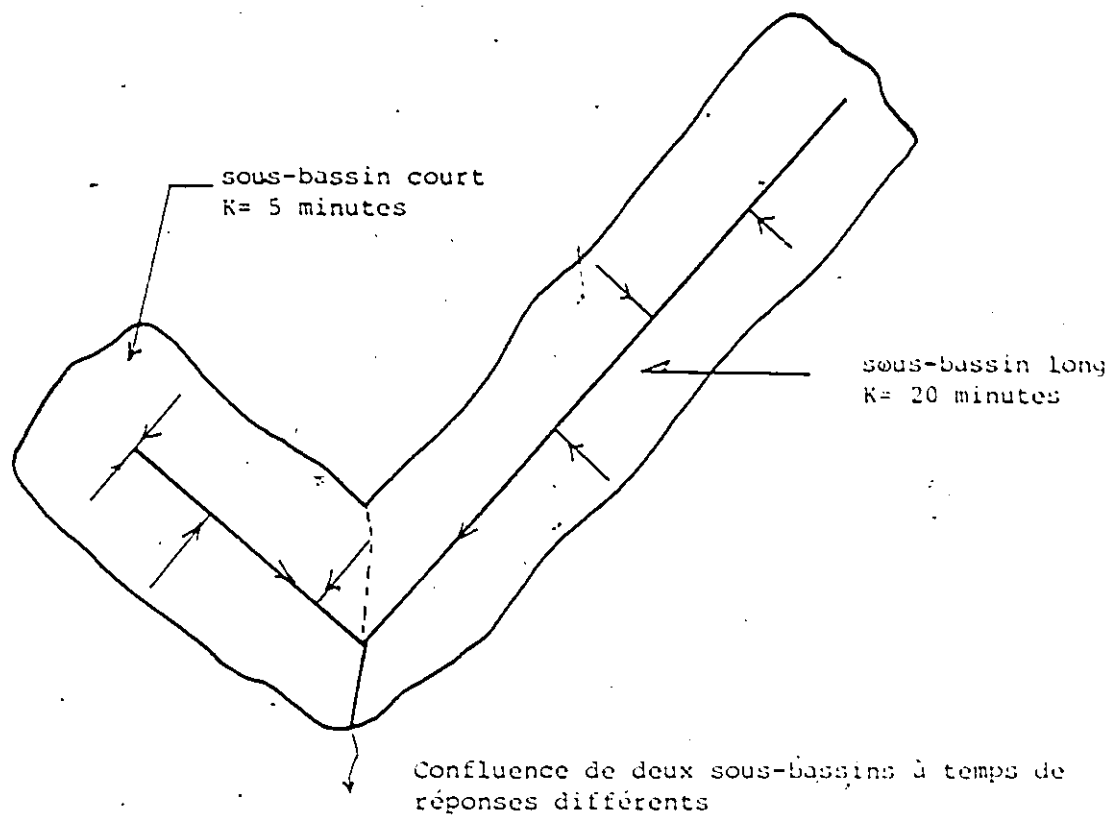 sous-bassin court
K= 5 minutes
sous-bassin long
K= 20 minutes
Confluence de deux sous-bassins à temps de
réponses différents